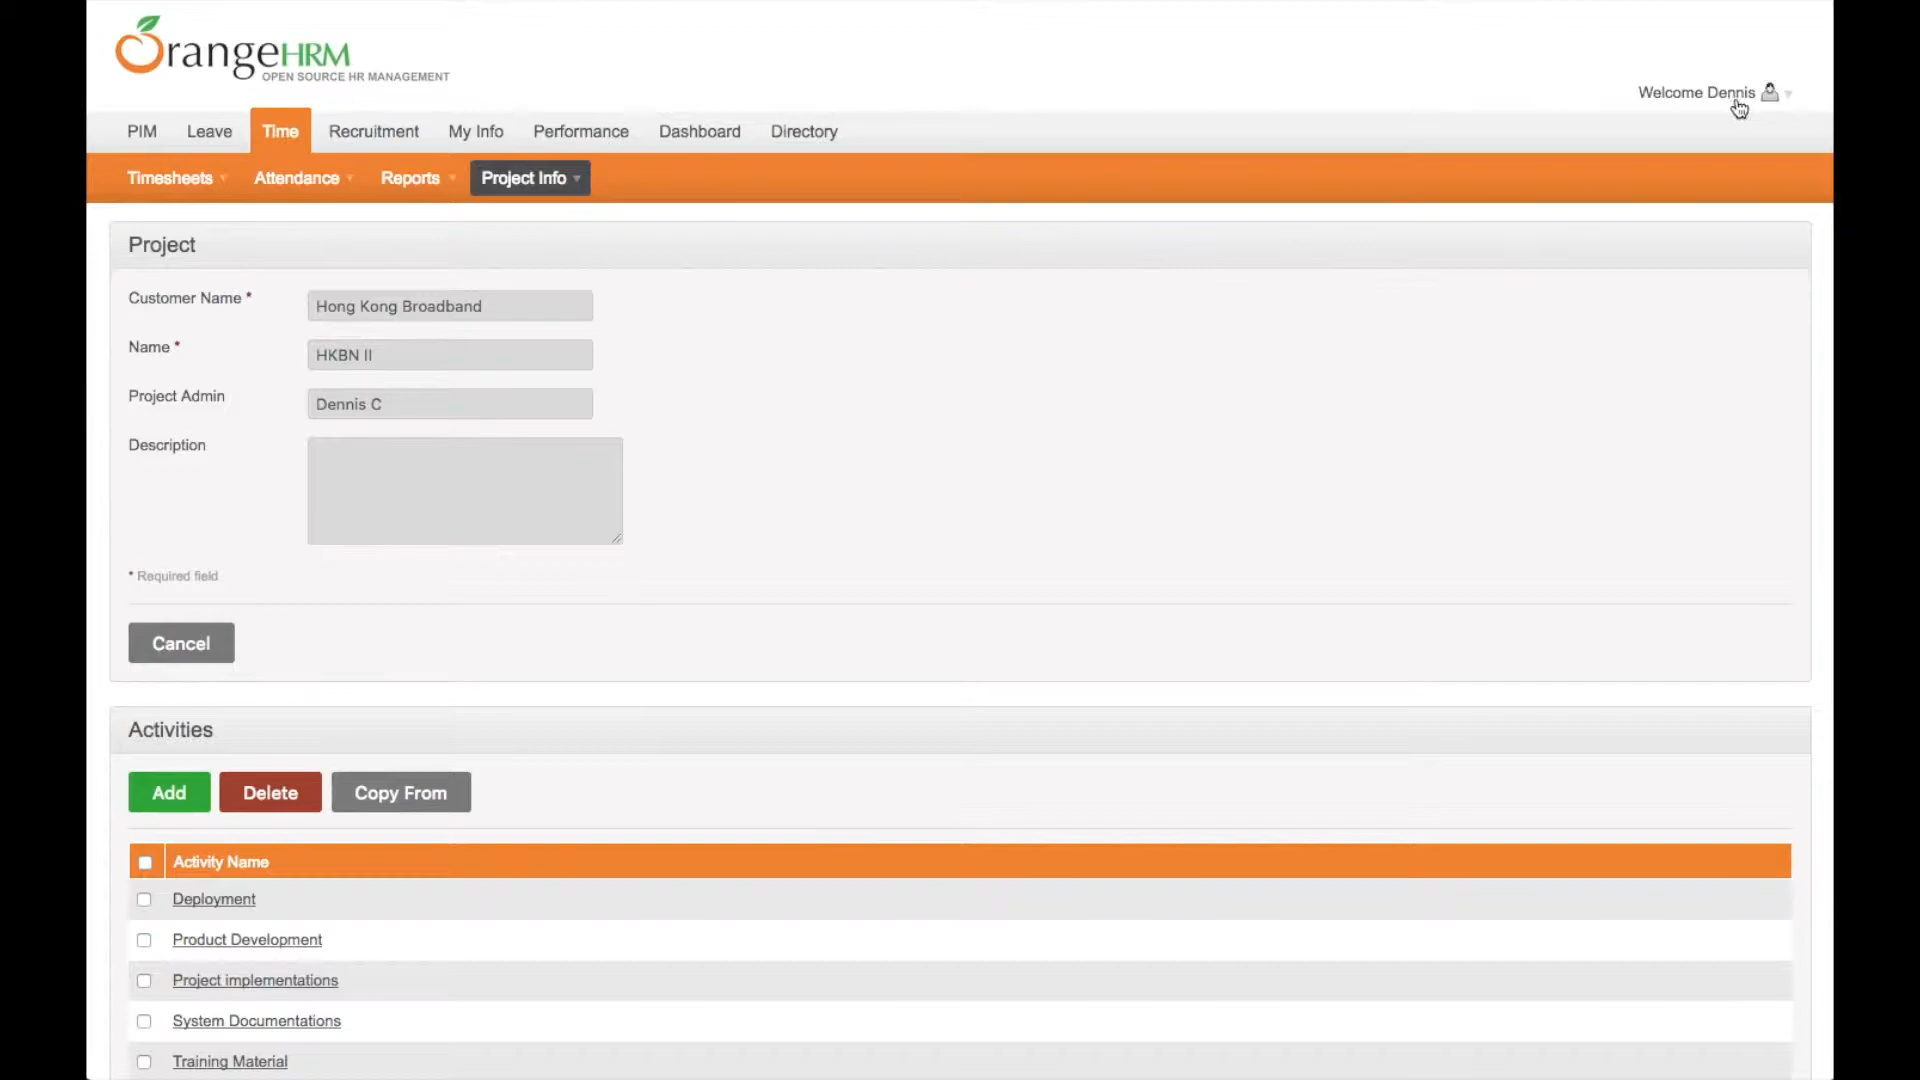 OrangeHRM
OPEN SOURCE HR MANAGEMENT
Welcome Dennis
PIM Leave Time Recruitment My Info Performance Dashboard Directory
Timesheets Attendance Reports Project Info
Project
Customer Name * Hong Kong Broadband
Name * HKBN II
Project Admin Dennis C
Description
* Required field
Cancel
Activities
Add Delete Copy From
Activity Name
Deployment
Product Development
Project implementations
System Documentations
Training Material